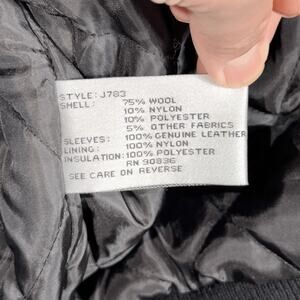 STYLE: J783
SHELL: 75% WOOL
10% NYLON
10% POLYESTER
5% OTHER FABRICS
SLEEVES: 100% GENUINE LEATHER
LINING: 100% NYLON
INSULATION: 100% POLYESTER
RN 90836
SEE CARE ON REVERSE